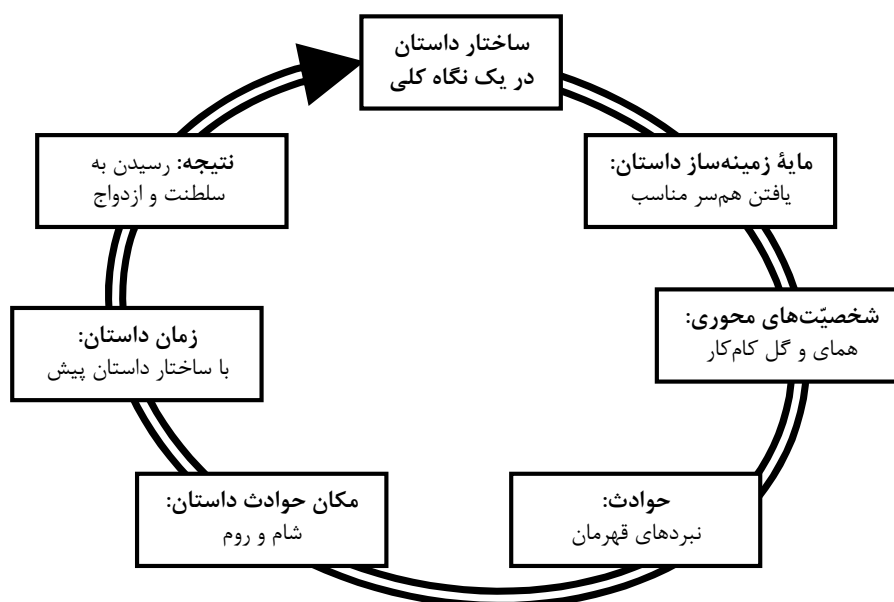 ساختار داستان
در یک نگاه کلی
مایۀ زمینه‌ساز داستان:
یافتن هم‌سر مناسب
شخصیّت‌های محوری:
همای و گل کام‌کار
حوادث:
نبردهای قهرمان
مکان حوادث داستان:
شام و روم
زمان داستان:
با ساختار داستان پیش
نتیجه: رسیدن به
سلطنت و ازدواج